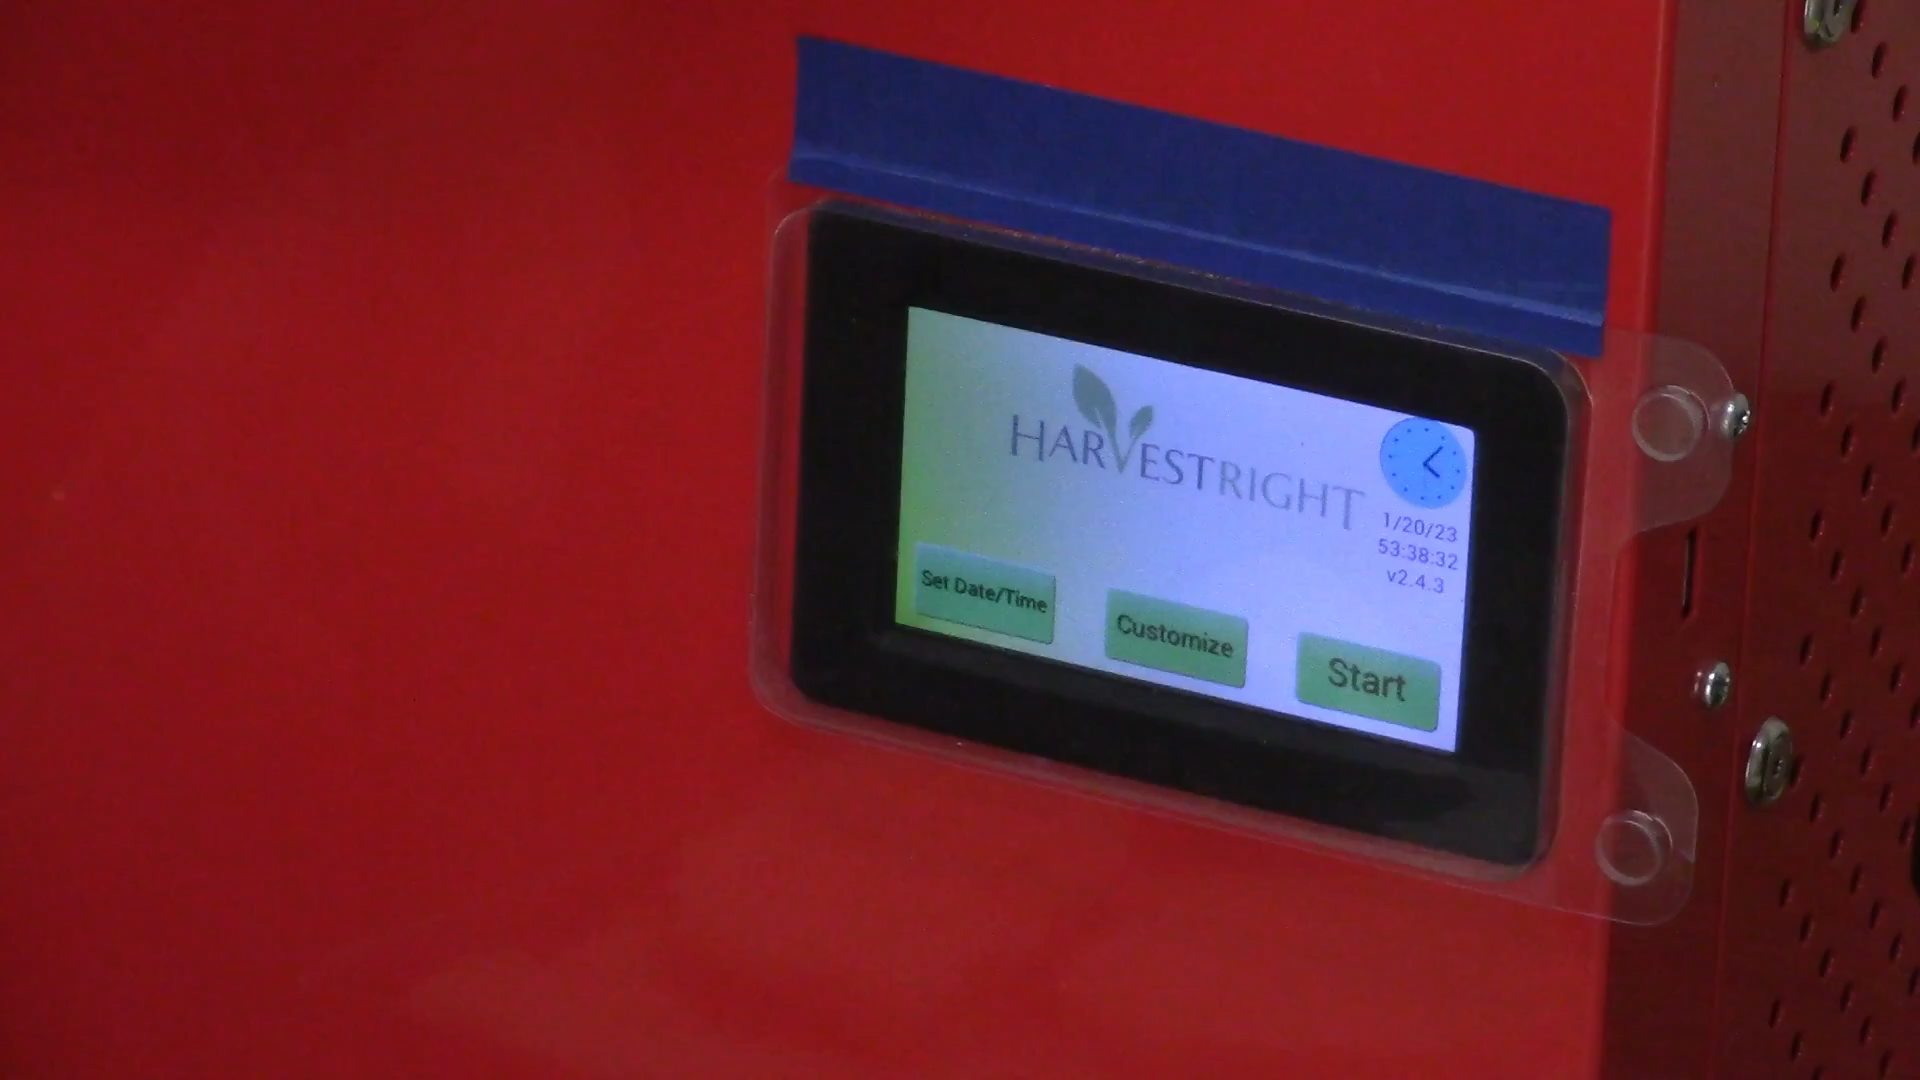 HARVESTRIGHT
1/20/23
53:38:32
v2.4.3
Set Date/Time
Customize
Start